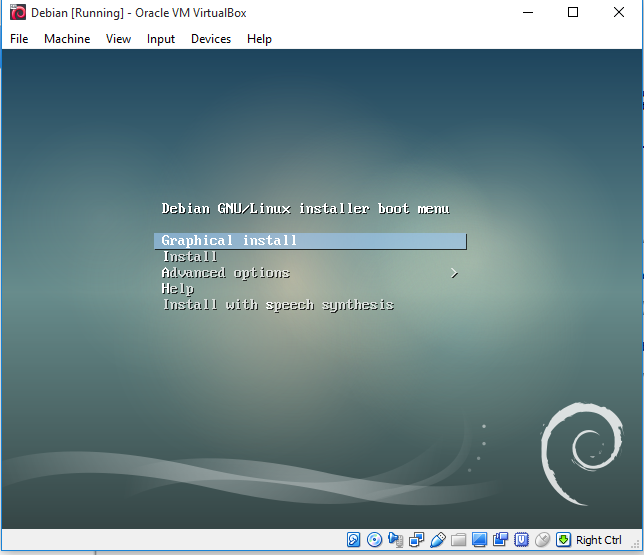 Debian [Running] - Oracle VM VirtualBox
File Machine View Input Devices Help
Debian GNU/Linux installer boot menu
Graphical install
Install
Advanced options >
Help
Install with speech synthesis
Right Ctrl